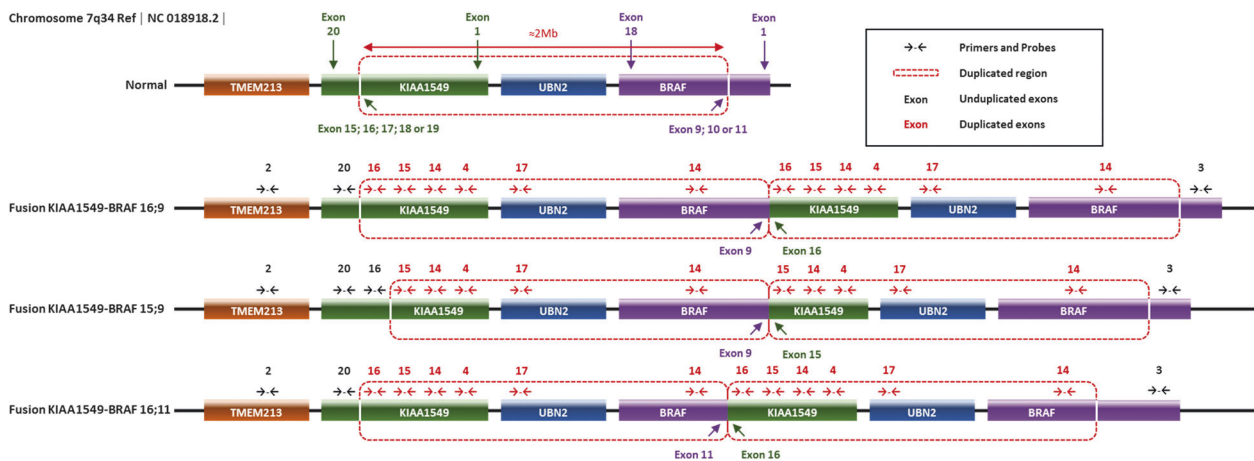 Chromosome 7q34 Ref | NC 018918.2 |
Exon 20
Exon 1
≈2Mb
Exon 18
Exon 1
Normal
TMEM213
KIAA1549
UBN2
BRAF
Exon 15; 16; 17; 18 or 19
Exon 9; 10 or 11
Primers and Probes
Duplicated region
Exon Unduplicated exons
Exon Duplicated exons
2 20 16 15 14 4 17 14 16 15 14 4 17 14 3
Fusion KIAA1549-BRAF 16;9
TMEM213 KIAA1549 UBN2 BRAF KIAA1549 UBN2 BRAF
Exon 9 Exon 16
2 20 16 15 14 4 17 14 15 14 4 17 14 3
Fusion KIAA1549-BRAF 15;9
TMEM213 KIAA1549 UBN2 BRAF KIAA1549 UBN2 BRAF
Exon 9 Exon 15
2 20 16 15 14 4 17 14 16 15 14 4 17 14 3
Fusion KIAA1549-BRAF 16;11
TMEM213 KIAA1549 UBN2 BRAF KIAA1549 UBN2 BRAF
Exon 11 Exon 16